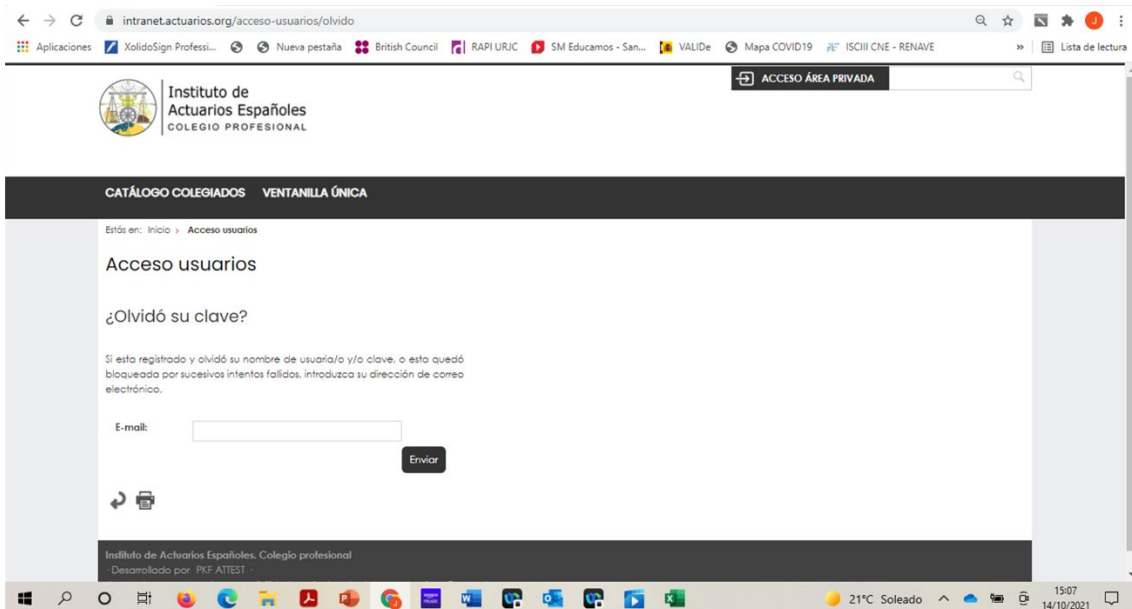 intranet.actuarios.org/acceso-usuarios/olvido
J
Aplicaciones XolidoSign Professi... Nueva pestaña British Council RAPI URJC SM Educamos - San... VALIDe Mapa COVID19 ISCIII CNE - RENAVE » Lista de lectura
ACCESO ÁREA PRIVADA
Instituto de
Actuarios Españoles
COLEGIO PROFESIONAL
CATÁLOGO COLEGIADOS VENTANILLA ÚNICA
Estás en: Inicio › Acceso usuarios
Acceso usuarios
¿Olvidó su clave?
Si esta registrado y olvidó su nombre de usuaria/o y/o clave, o esta quedó
bloqueada por sucesivos intentos fallidos, introduzca su dirección de correo
electrónico.
E-mail:
Enviar
Instituto de Actuarios Españoles. Colegio profesional
· Desarrollado por PKF ATTEST ·
21°C Soleado
15:07
14/10/2021